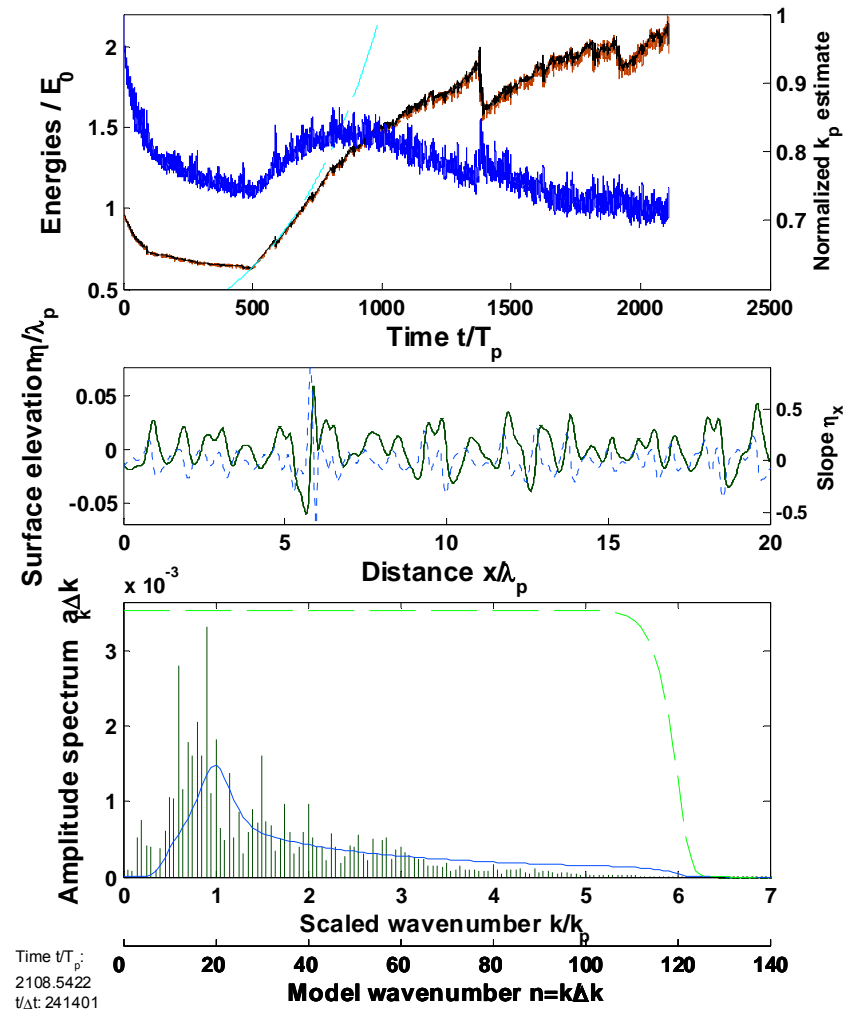 Energies / E0
2
1.5
1
0.5
1
0.9
0.8
0.7
Normalized kp estimate
0 500 1000 1500 2000 2500
Time t/Tp
Surface elevation η/λp
0.05
0
-0.05
0.5
0
-0.5
Slope ηx
0 5 10 15 20
Distance x/λp
x 10-3
Amplitude spectrum akΔk
3
2
1
0
0 1 2 3 4 5 6 7
Scaled wavenumber k/kp
0 20 40 60 80 100 120 140
Model wavenumber n=k/Δk
Time t/Tp:
2108.5422
t/Δt: 241401